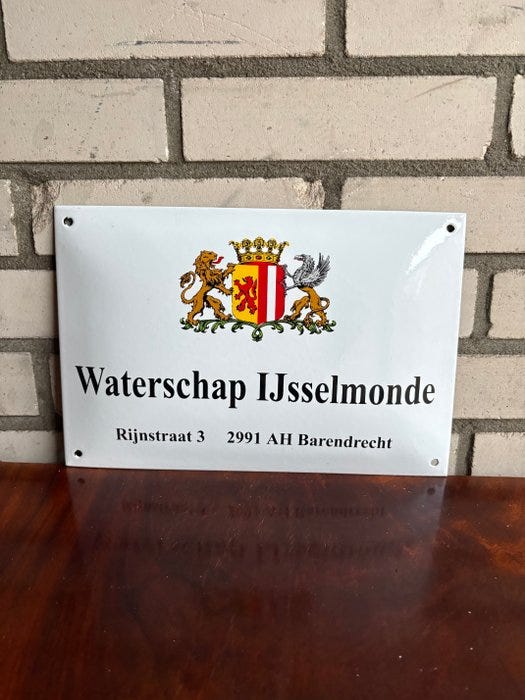 Waterschap IJsselmonde
Rijnstraat 3 2991 AH Barendrecht